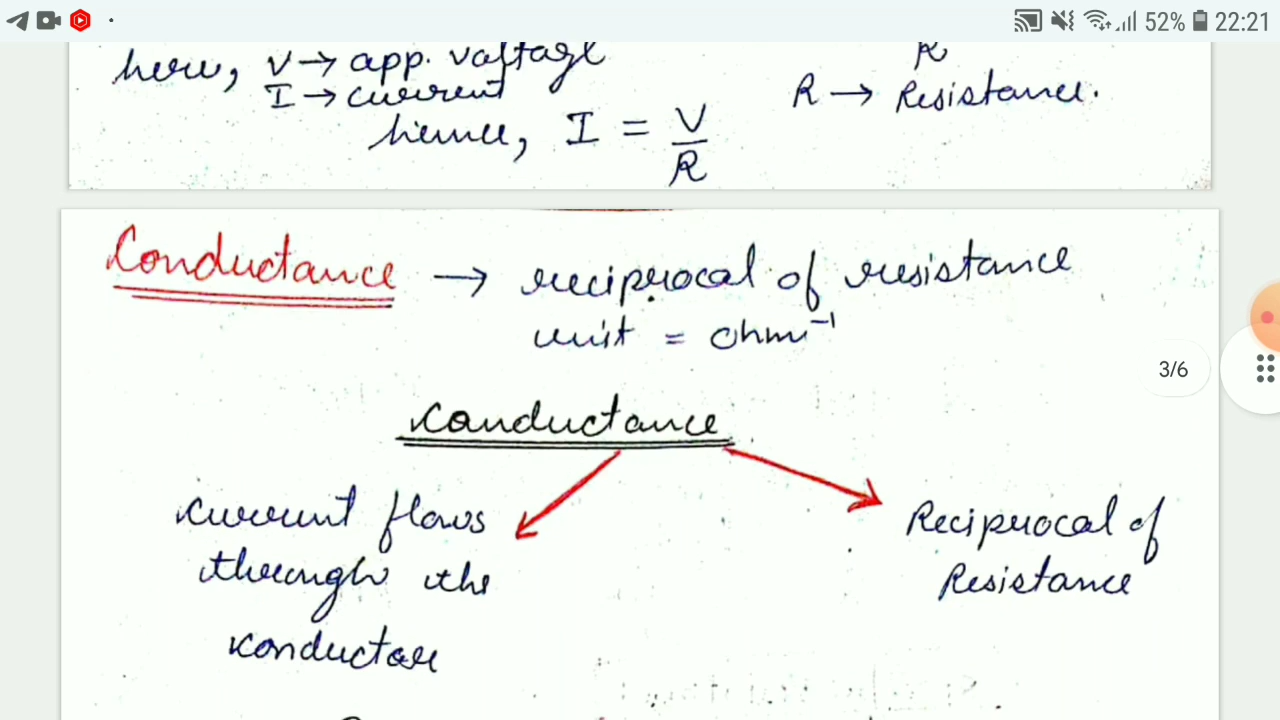 52% 22:21
here, V → app. voltage
I → current
R
R → Resistance.
hence, I = V/R
Conductance → reciprocal of resistance
unit = ohm⁻¹
3/6
Conductance
current flows
through the
conductor
Reciprocal of
Resistance